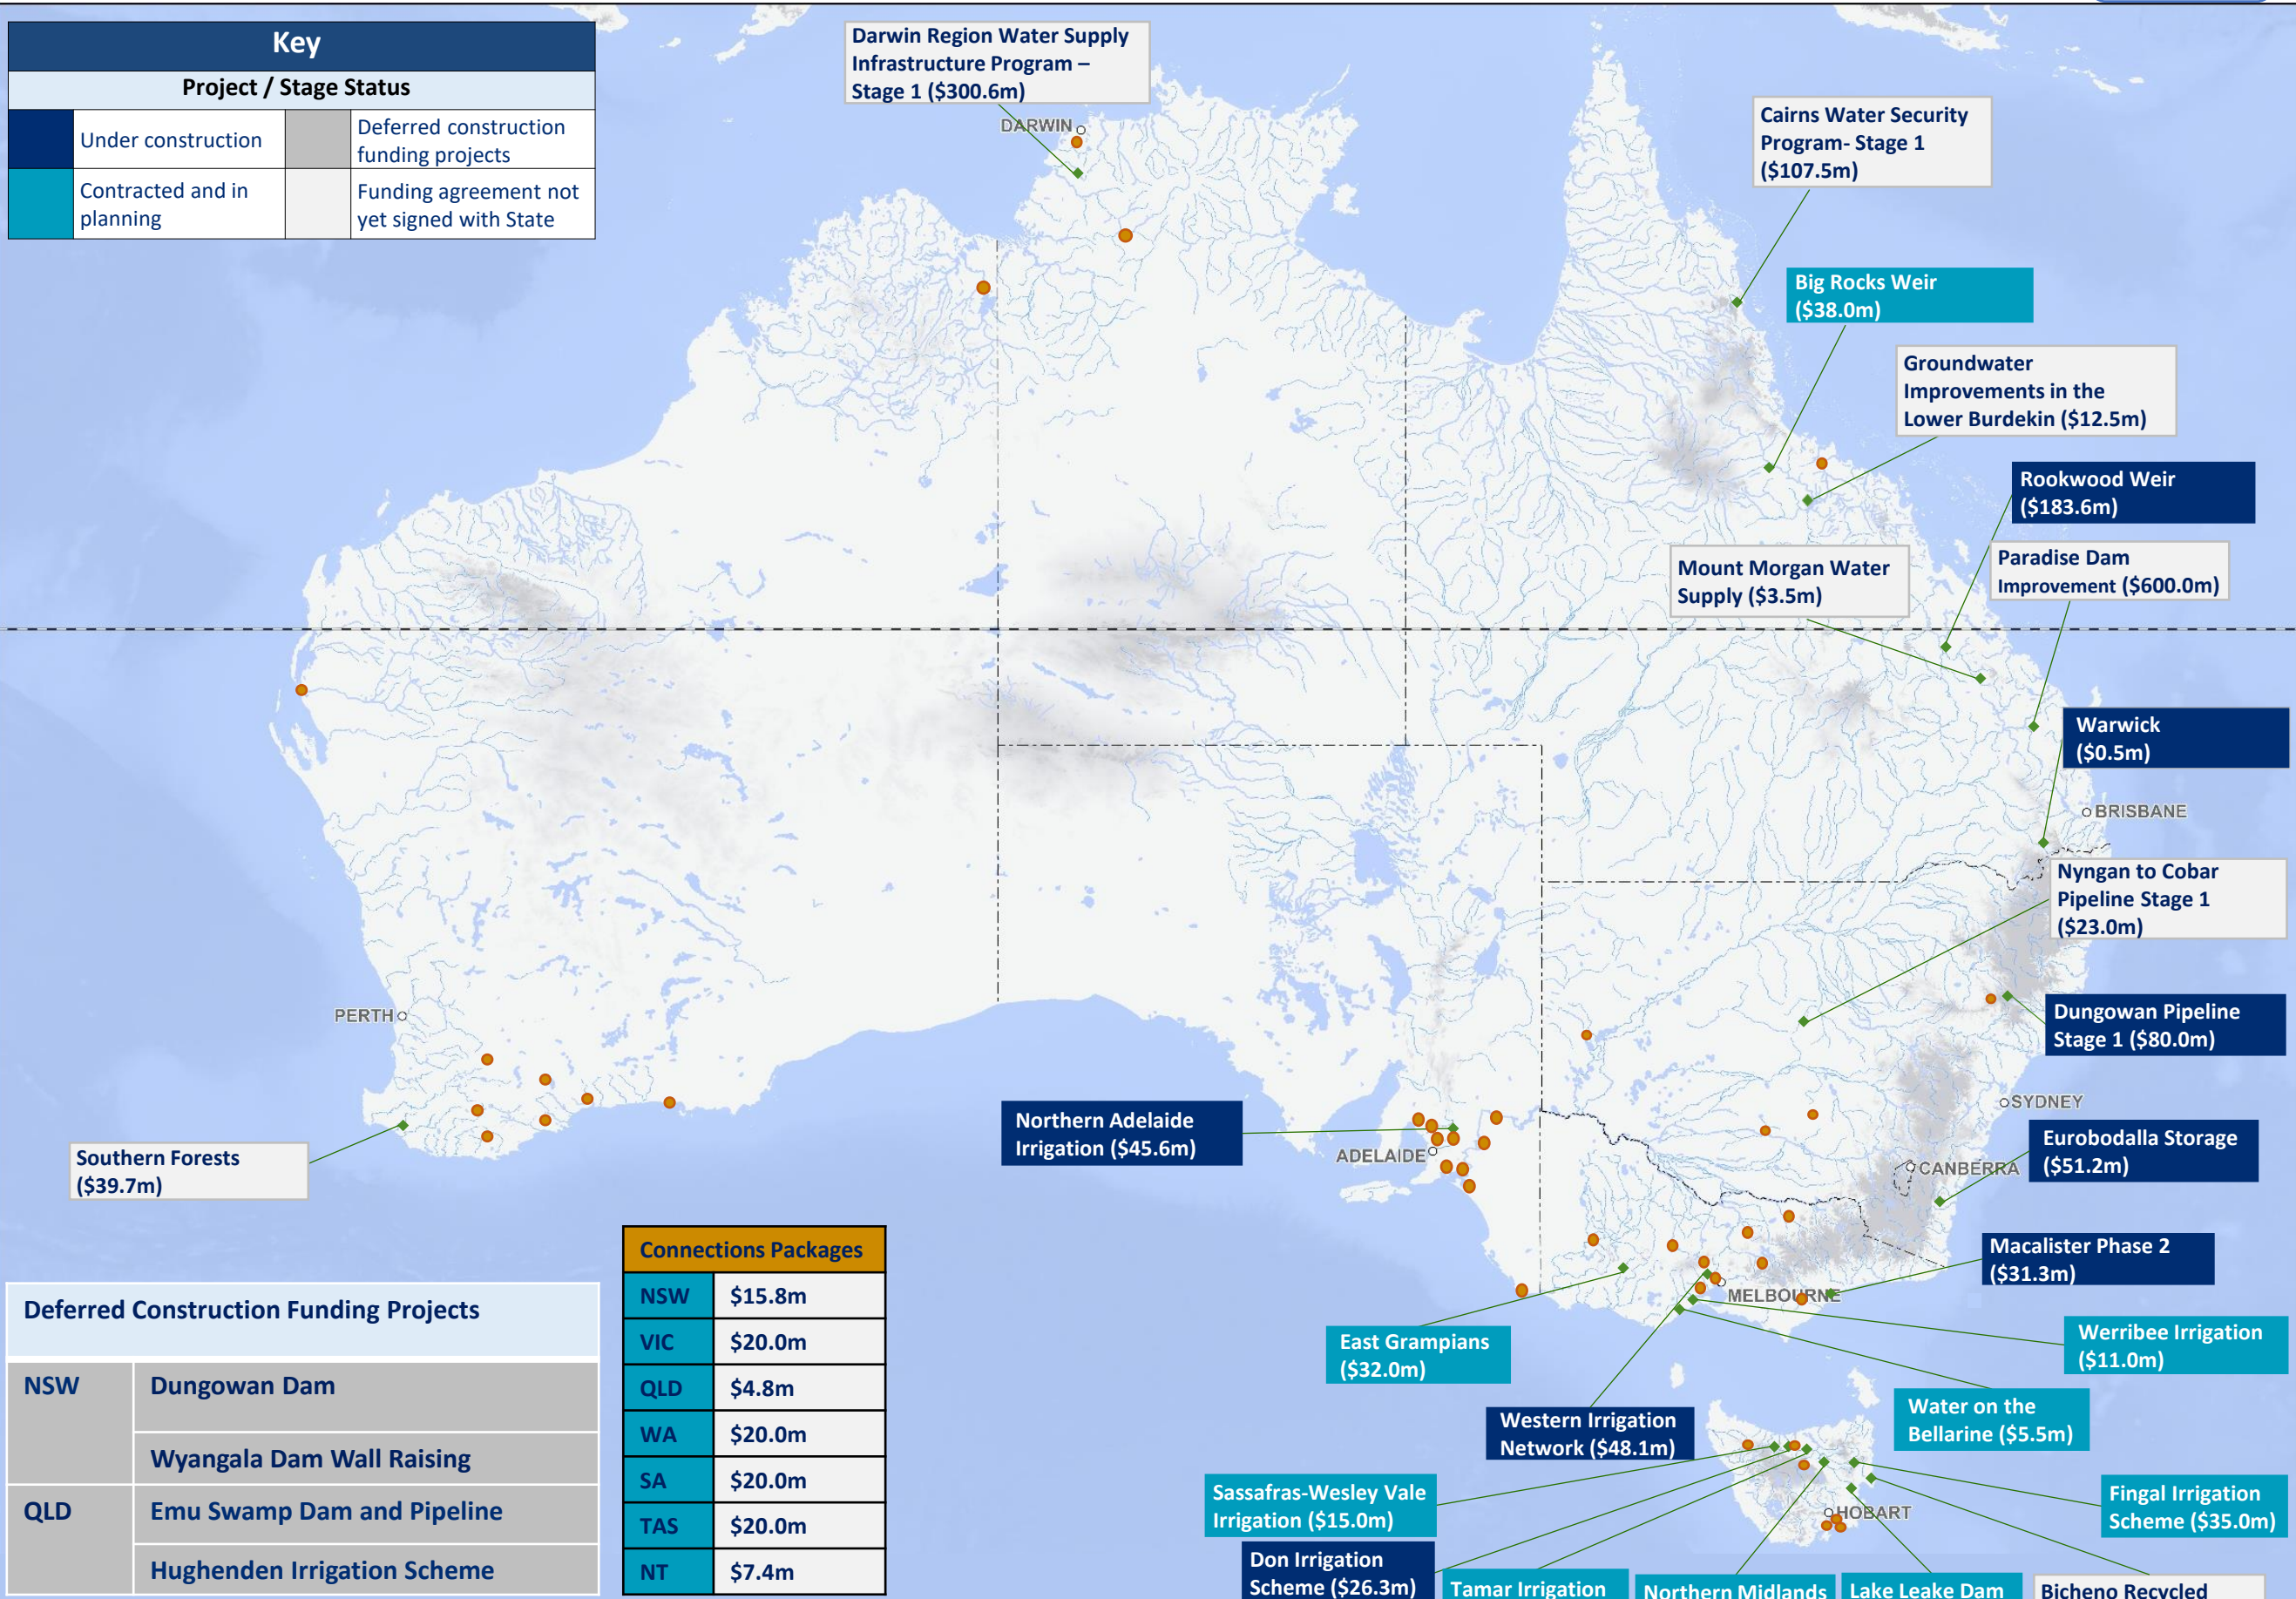 Key
Project / Stage Status
Under construction
Deferred construction
funding projects
Contracted and in
planning
Funding agreement not
yet signed with State
Darwin Region Water Supply
Infrastructure Program –
Stage 1 ($300.6m)
DARWIN
Cairns Water Security
Program- Stage 1
($107.5m)
Big Rocks Weir
($38.0m)
Groundwater
Improvements in the
Lower Burdekin ($12.5m)
Rookwood Weir
($183.6m)
Mount Morgan Water
Supply ($3.5m)
Paradise Dam
Improvement ($600.0m)
Warwick
($0.5m)
BRISBANE
Nyngan to Cobar
Pipeline Stage 1
($23.0m)
Dungowan Pipeline
Stage 1 ($80.0m)
PERTH
SYDNEY
Northern Adelaide
Irrigation ($45.6m)
ADELAIDE
Eurobodalla Storage
($51.2m)
CANBERRA
Southern Forests
($39.7m)
Macalister Phase 2
($31.3m)
MELBOURNE
East Grampians
($32.0m)
Werribee Irrigation
($11.0m)
Western Irrigation
Network ($48.1m)
Water on the
Bellarine ($5.5m)
Sassafras-Wesley Vale
Irrigation ($15.0m)
HOBART
Fingal Irrigation
Scheme ($35.0m)
Don Irrigation
Scheme ($26.3m)
Tamar Irrigation
Northern Midlands
Lake Leake Dam
Bicheno Recycled
Connections Packages
NSW $15.8m
VIC $20.0m
QLD $4.8m
WA $20.0m
SA $20.0m
TAS $20.0m
NT $7.4m
Deferred Construction Funding Projects
NSW Dungowan Dam
Wyangala Dam Wall Raising
QLD Emu Swamp Dam and Pipeline
Hughenden Irrigation Scheme